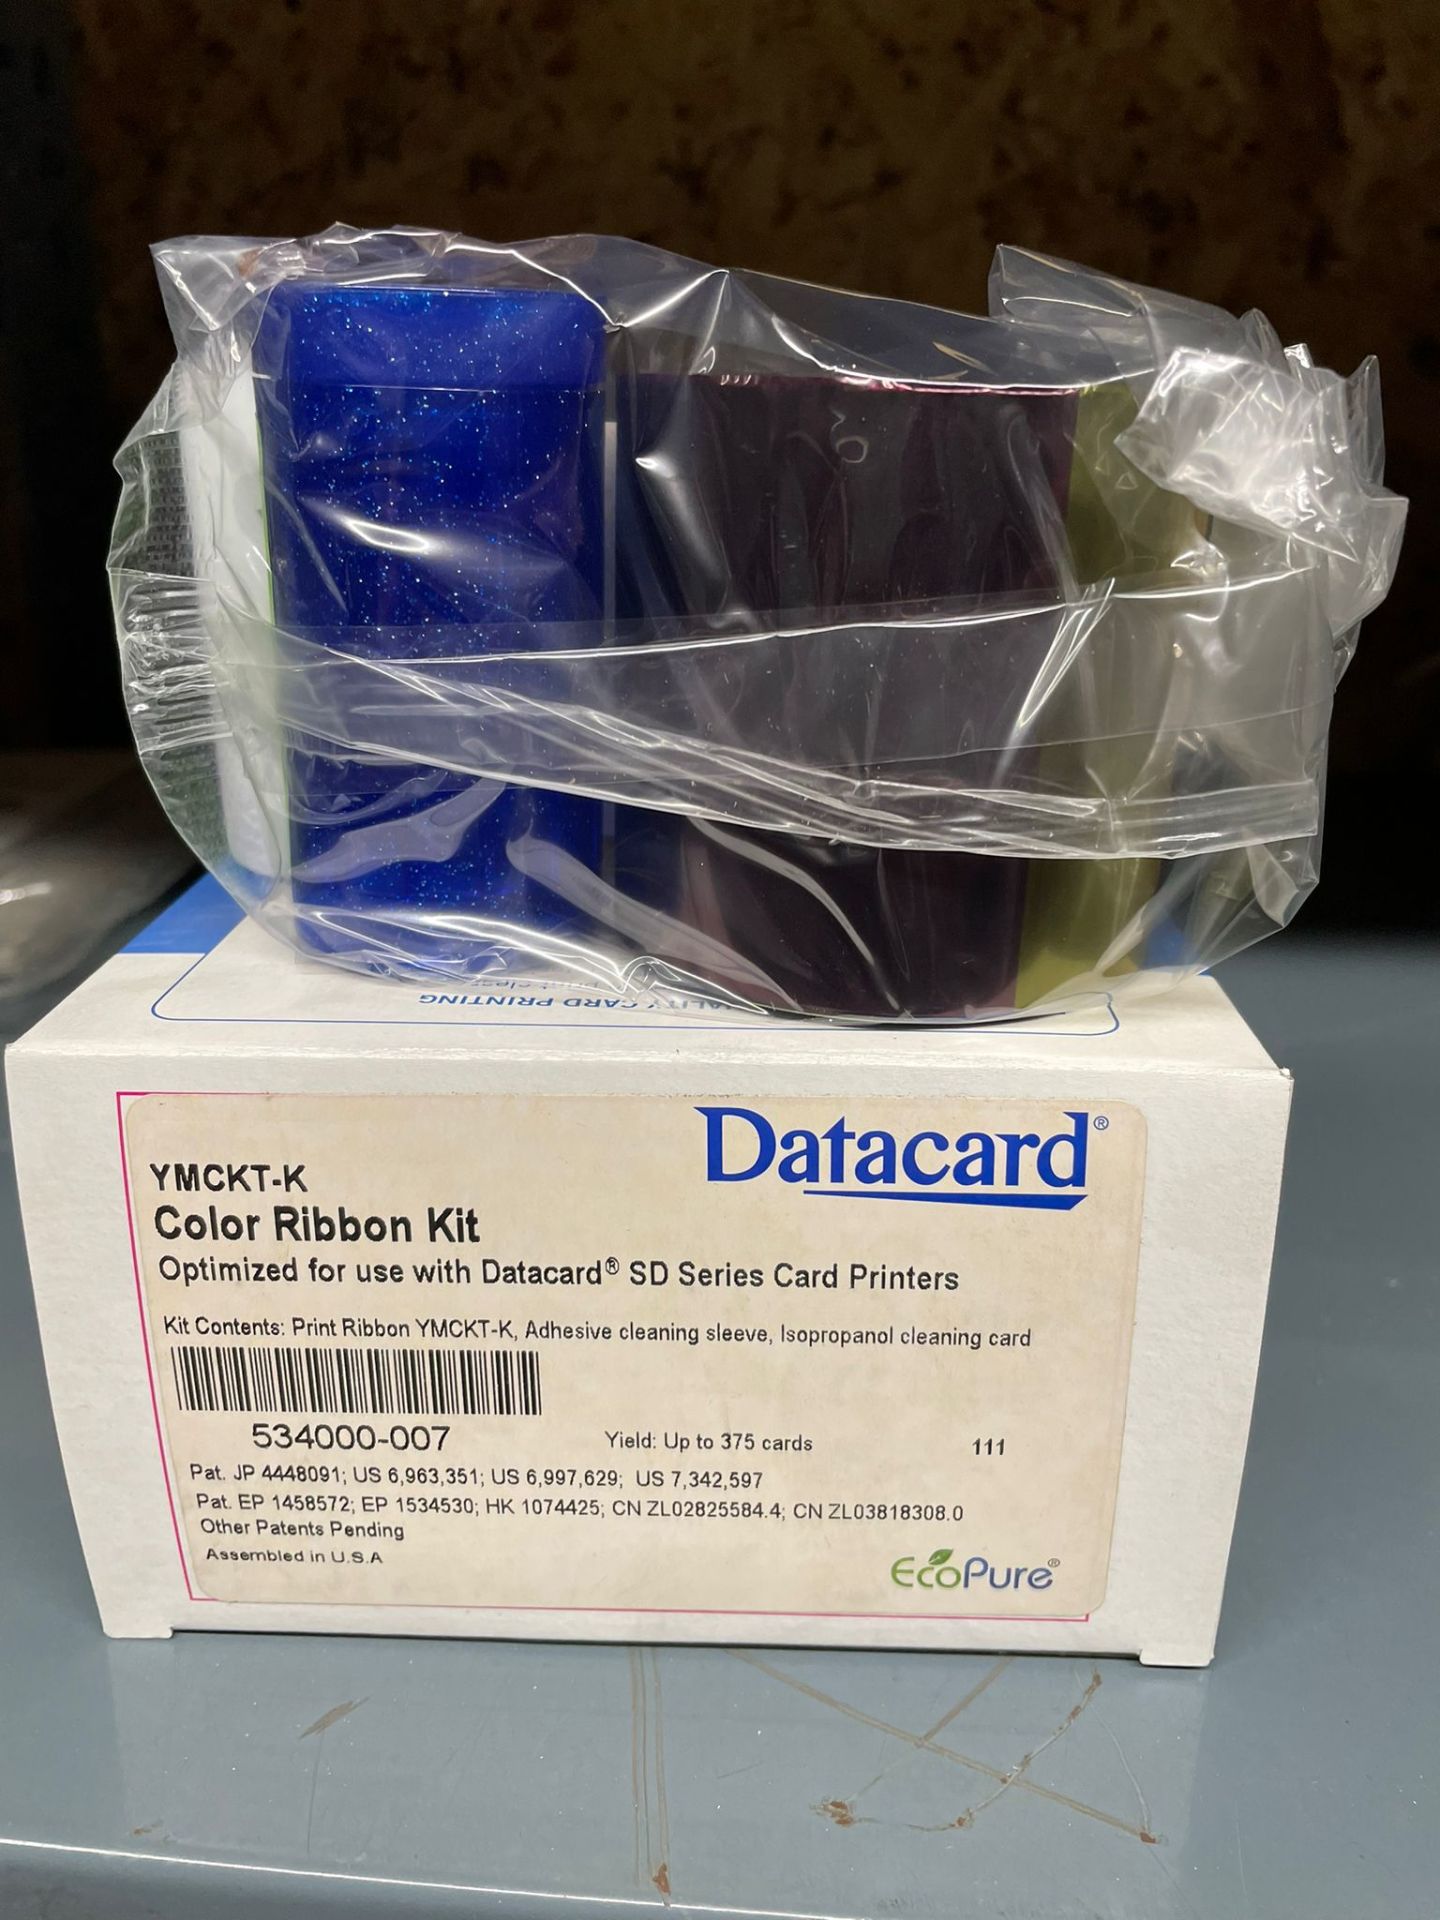 ALITY CARD PRINTING
Datacard®
YMCKT-K
Color Ribbon Kit
Optimized for use with Datacard® SD Series Card Printers
Kit Contents: Print Ribbon YMCKT-K, Adhesive cleaning sleeve, Isopropanol cleaning card
534000-007
Yield: Up to 375 cards
111
Pat. JP 4448091; US 6,963,351; US 6,997,629; US 7,342,597
Pat. EP 1458572; EP 1534530; HK 1074425; CN ZL02825584.4; CN ZL03818308.0
Other Patents Pending
Assembled in U.S.A
EcoPure®